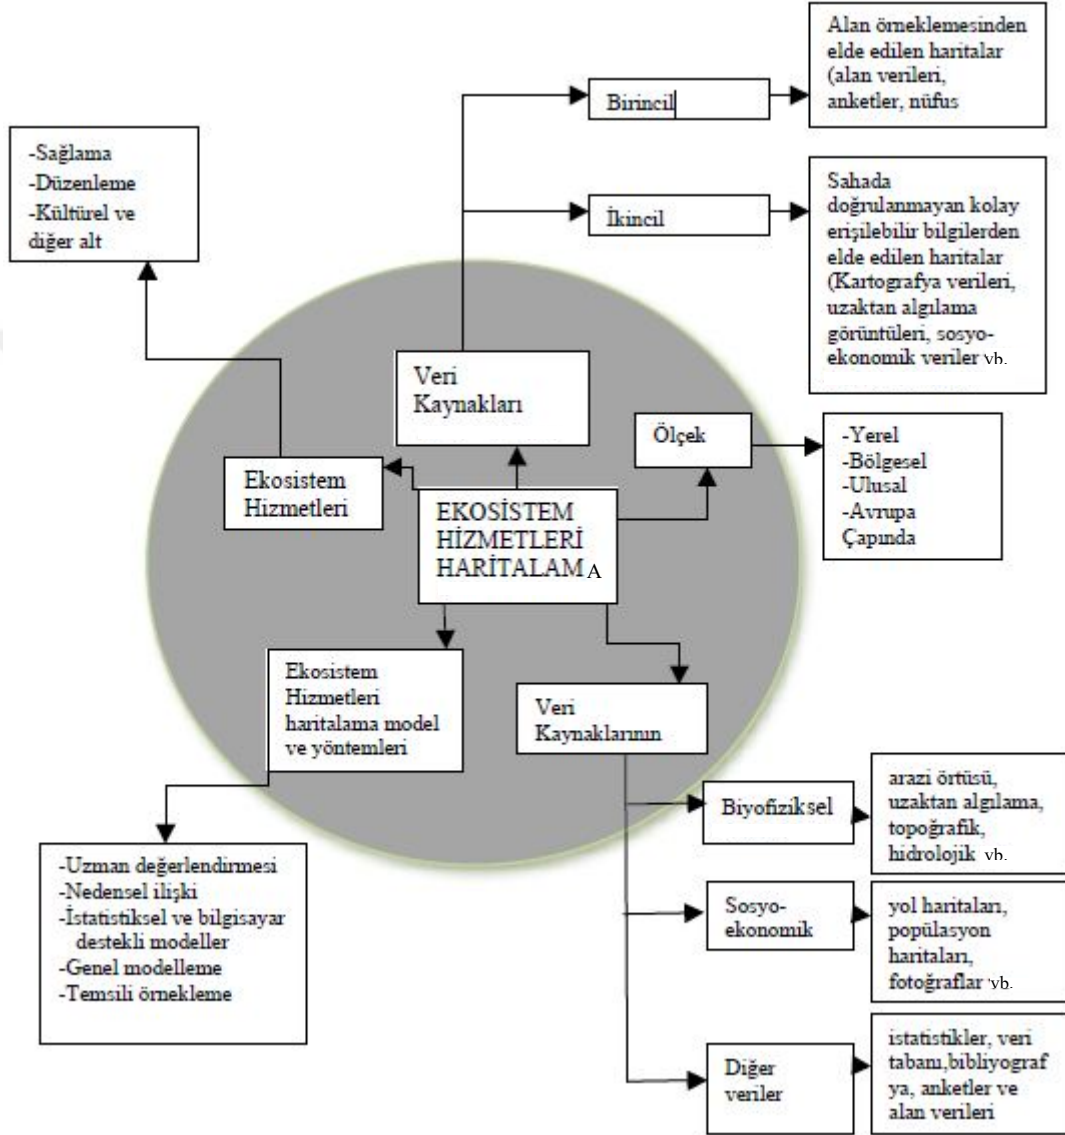 Alan örneklemesinden
elde edilen haritalar
(alan verileri,
anketler, nüfus
Birincil
-Sağlama
-Düzenleme
-Kültürel ve
diğer alt
İkincil
Sahada
doğrulanmayan kolay
erişilebilir bilgilerden
elde edilen haritalar
(Kartografya verileri,
uzaktan algılama
görüntüleri, sosyo-
ekonomik veriler vb.
Veri
Kaynakları
Ölçek
-Yerel
-Bölgesel
-Ulusal
-Avrupa
Çapında
Ekosistem
Hizmetleri
EKOSİSTEM
HİZMETLERİ
HARİTALAMA
Ekosistem
Hizmetleri
haritalama model
ve yöntemleri
Veri
Kaynaklarının
Biyofiziksel
arazi örtüsü,
uzaktan algılama,
topoğrafik,
hidrolojik vb.
-Uzman değerlendirmesi
-Nedensel ilişki
-İstatistiksel ve bilgisayar
destekli modeller
-Genel modelleme
-Temsili örnekleme
Sosyo-
ekonomik
yol haritaları,
popülasyon
haritaları,
fotoğraflar vb.
Diğer
veriler
istatistikler, veri
tabanı,bibliyograf
ya, anketler ve
alan verileri